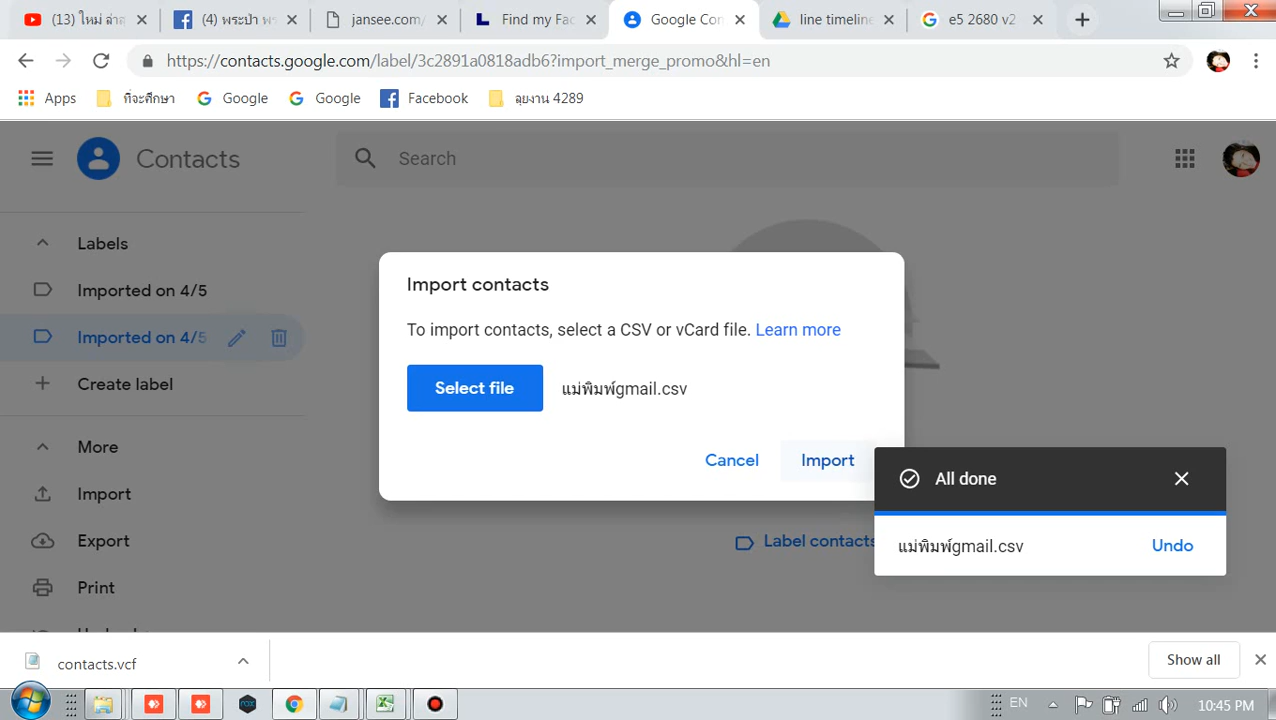 (13) ใหม่ ล่าส
(4) พระป่า พ
jansee.com/
Find my Fac
Google Con
line timeline
e5 2680 v2
https://contacts.google.com/label/3c2891a0818adb6?import_merge_promo&hl=en
Apps
ที่จะศึกษา
Google
Google
Facebook
ลุยงาน 4289
Contacts
Search
Labels
Imported on 4/5
Imported on 4/5
Create label
More
Import
Export
Print
Import contacts
To import contacts, select a CSV or vCard file. Learn more
Select file
แม่พิมพ์gmail.csv
Cancel
Import
Label contacts
All done
แม่พิมพ์gmail.csv
Undo
contacts.vcf
Show all
EN
10:45 PM